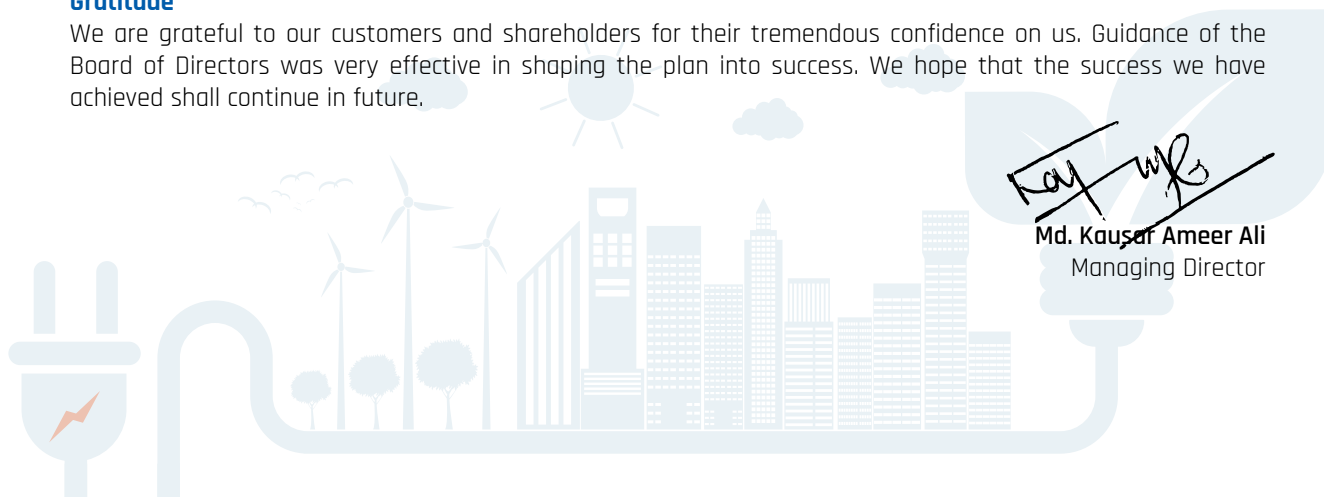 Gratitude
We are grateful to our customers and shareholders for their tremendous confidence on us. Guidance of the
Board of Directors was very effective in shaping the plan into success. We hope that the success we have
achieved shall continue in future.
Md. Kausar Ameer Ali
Managing Director